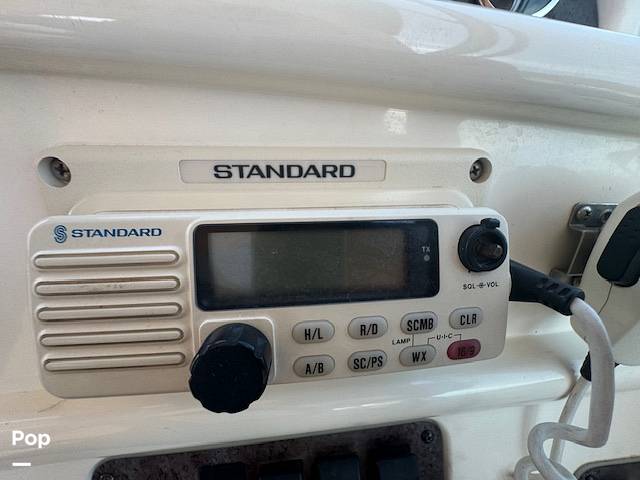 STANDARD
STANDARD
TX
SQL VOL
H/L R/D SCMB CLR
LAMP U·I·C
A/B SC/PS WX 16/9
Pop